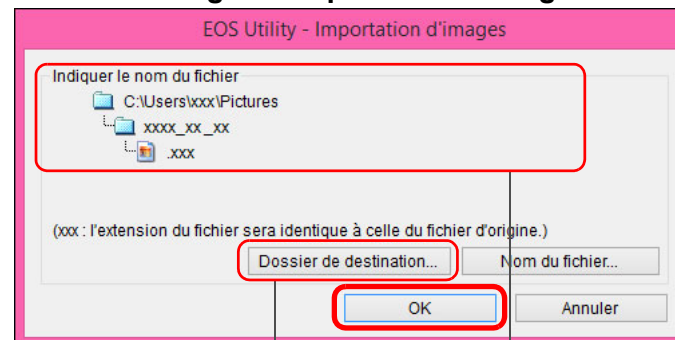 EOS Utility - Importation d'images
Indiquer le nom du fichier
C:\Users\xxx\Pictures
xxxx_xx_xx
.xxx
(xxx : l'extension du fichier sera identique à celle du fichier d'origine.)
Dossier de destination... Nom du fichier...
OK Annuler